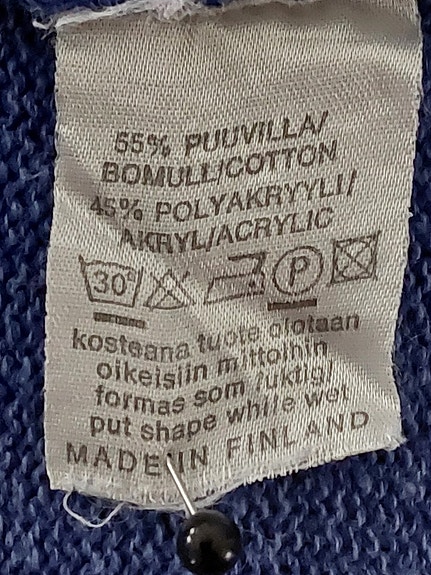 55% PUUVILLA/
BOMULL/COTTON
45% POLYAKRYYLI/
AKRYL/ACRYLIC
30° P
kosteana tuote ojotaan
oikeisiin mittoihin
formas som fuktig/
put shape while wet
MADE IN FINLAND